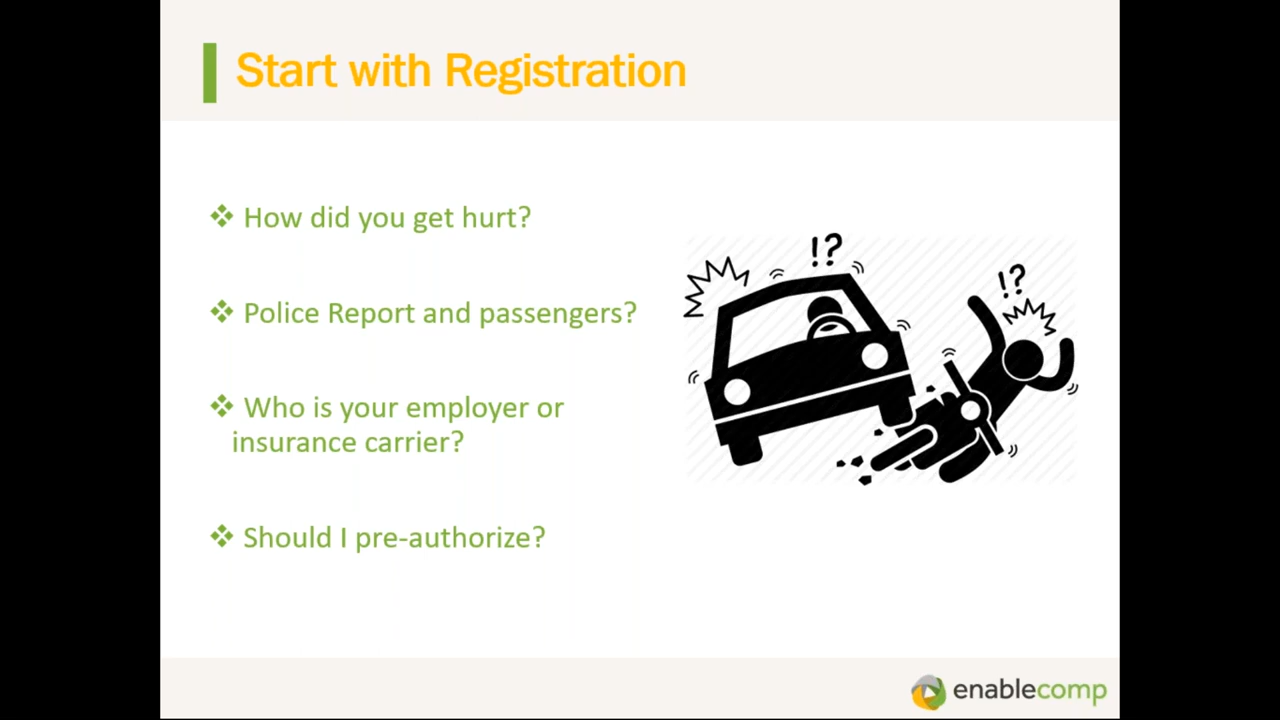 Start with Registration
❖ How did you get hurt?
❖ Police Report and passengers?
❖ Who is your employer or
insurance carrier?
❖ Should I pre-authorize?
!?
!?
enablecomp